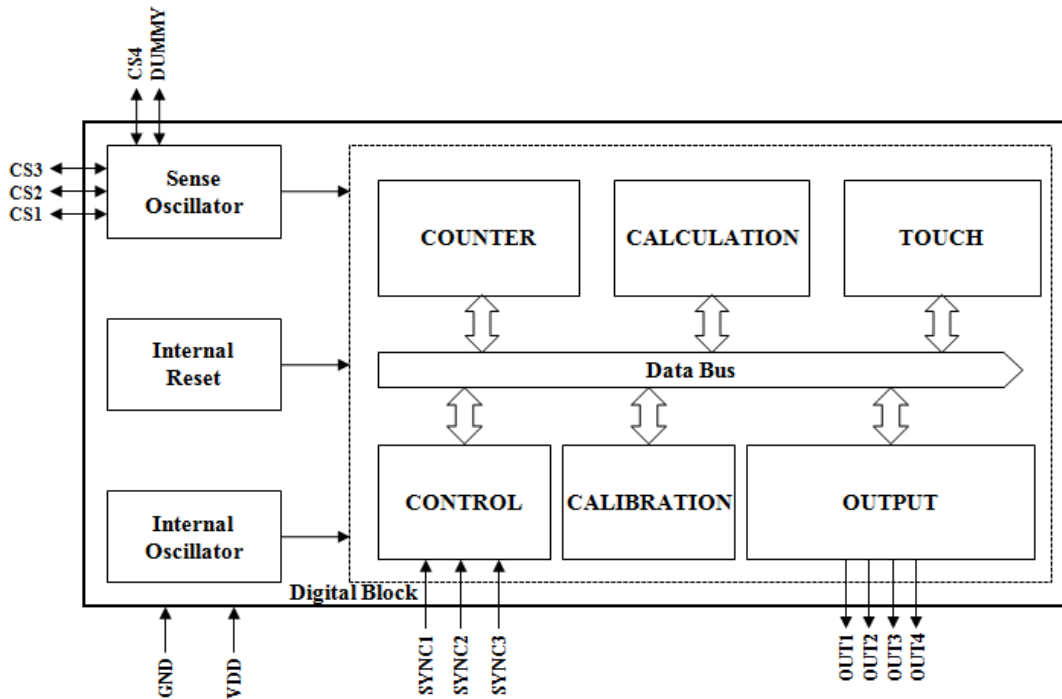 CS4
DUMMY
CS3
CS2
CS1
Sense
Oscillator
COUNTER
CALCULATION
TOUCH
Internal
Reset
Data Bus
Internal
Oscillator
CONTROL
CALIBRATION
OUTPUT
Digital Block
GND
VDD
SYNC1
SYNC2
SYNC3
OUT1
OUT2
OUT3
OUT4